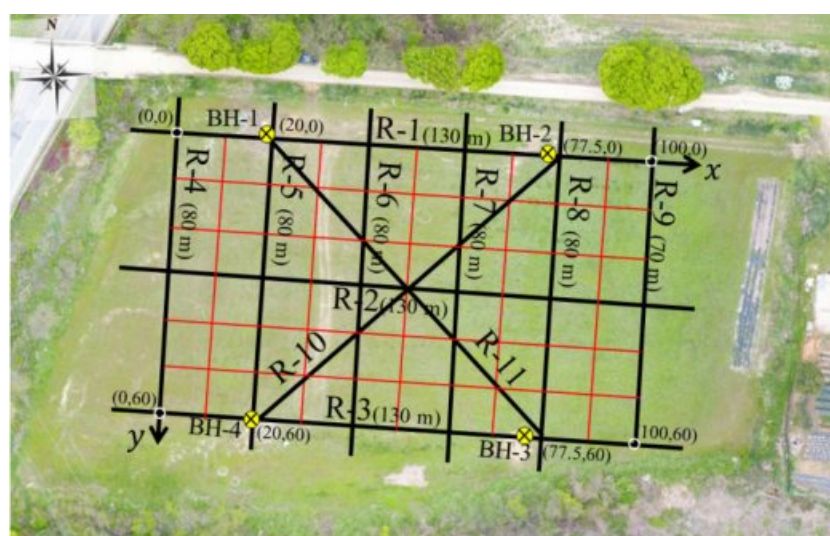 N
(0,0)
BH-1
(20,0)
R-1(130 m)
BH-2
(77.5,0)
(100,0)
x
R-4 (80 m)
R-5 (80 m)
R-6 (80 m)
R-7 (80 m)
R-8 (80 m)
R-9 (70 m)
R-2(130 m)
R-10
R-11
(0,60)
y
BH-4
(20,60)
R-3(130 m)
BH-3
(77.5,60)
(100,60)